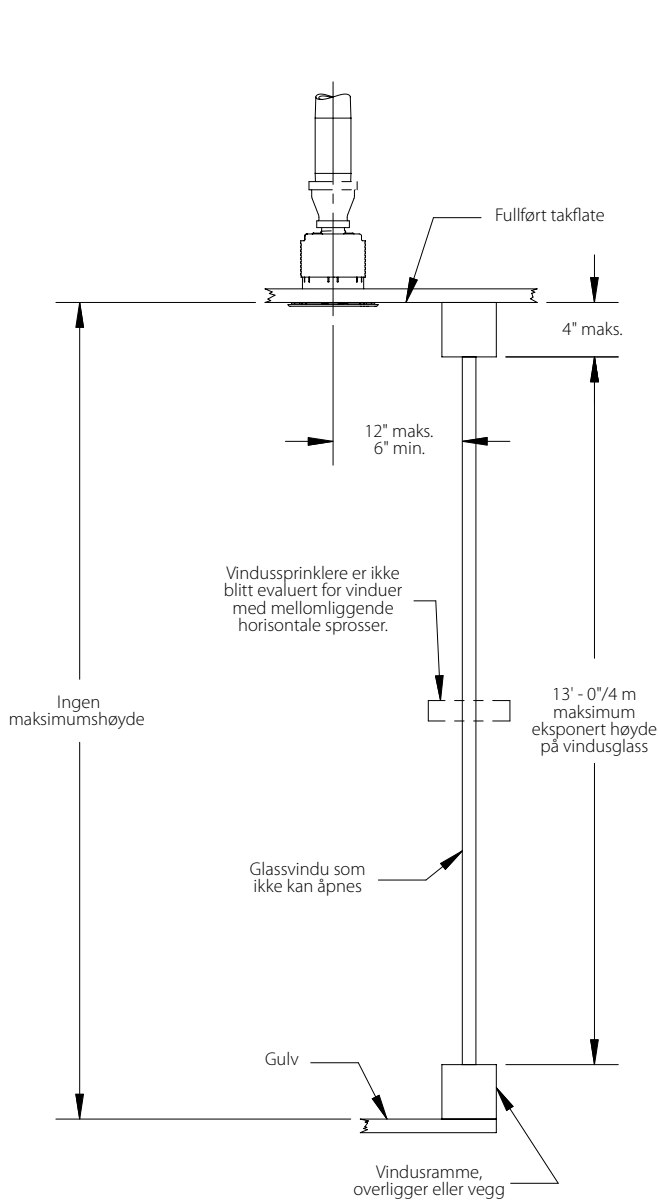 Fullført takflate
4" maks.
12" maks.
6" min.
Vindussprinklere er ikke
blitt evaluert for vinduer
med mellomliggende
horisontale sprosser.
Ingen
maksimumshøyde
13' - 0"/4 m
maksimum
eksponert høyde
på vindusglass
Glassvindu som
ikke kan åpnes
Gulv
Vindusramme,
overligger eller vegg